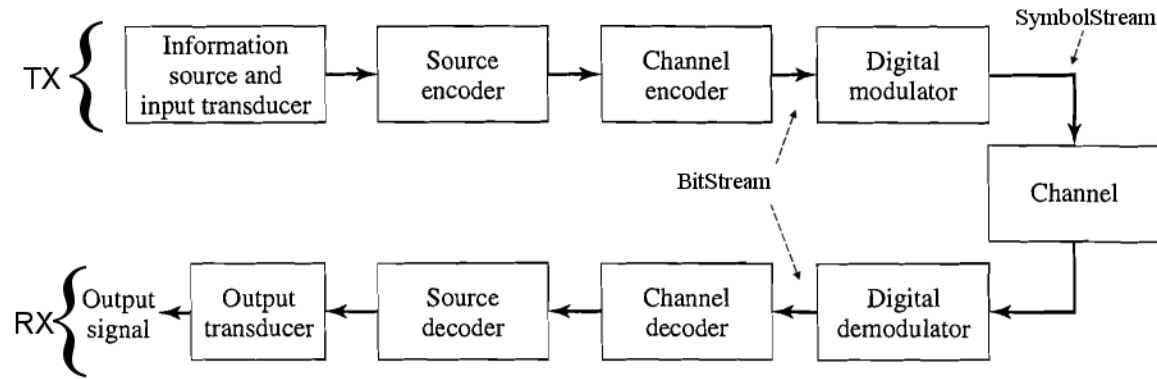 SymbolStream
TX
Information
source and
input transducer
Source
encoder
Channel
encoder
Digital
modulator
Channel
BitStream
RX
Output
signal
Output
transducer
Source
decoder
Channel
decoder
Digital
demodulator